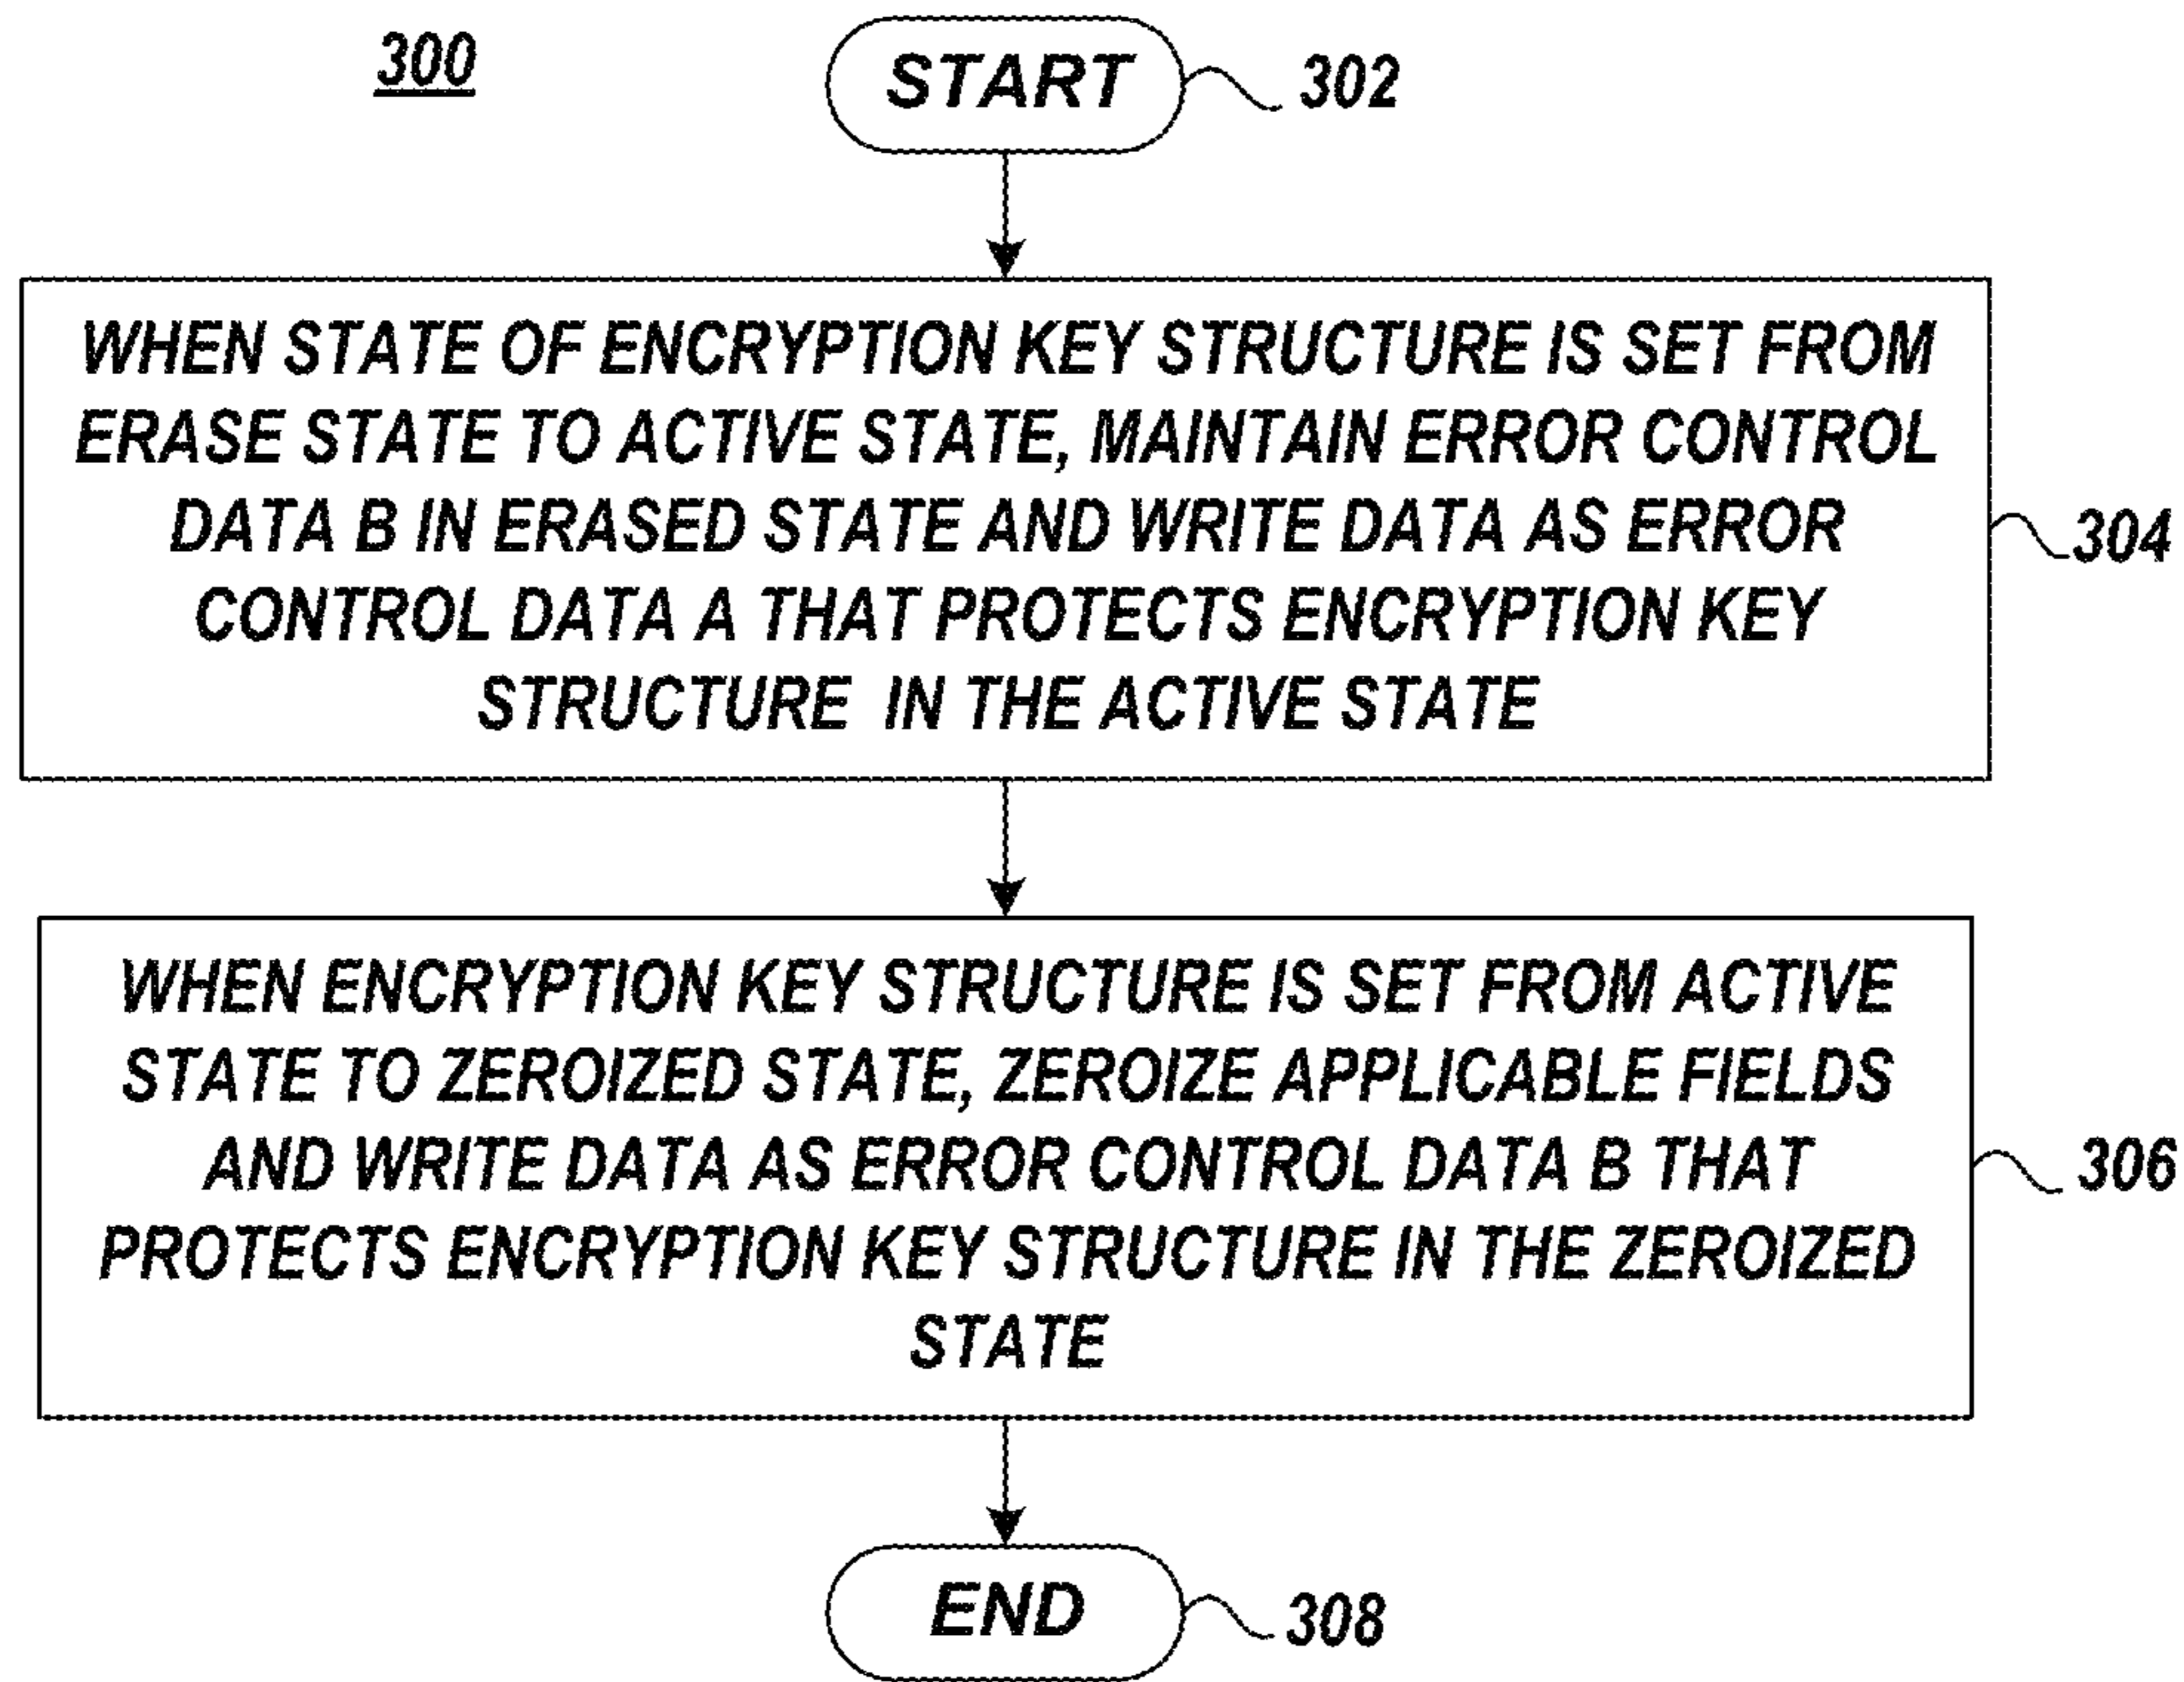 300
START
302
WHEN STATE OF ENCRYPTION KEY STRUCTURE IS SET FROM
ERASE STATE TO ACTIVE STATE, MAINTAIN ERROR CONTROL
DATA B IN ERASED STATE AND WRITE DATA AS ERROR
CONTROL DATA A THAT PROTECTS ENCRYPTION KEY
STRUCTURE IN THE ACTIVE STATE
304
WHEN ENCRYPTION KEY STRUCTURE IS SET FROM ACTIVE
STATE TO ZEROIZED STATE, ZEROIZE APPLICABLE FIELDS
AND WRITE DATA AS ERROR CONTROL DATA B THAT
PROTECTS ENCRYPTION KEY STRUCTURE IN THE ZEROIZED
STATE
306
END
308